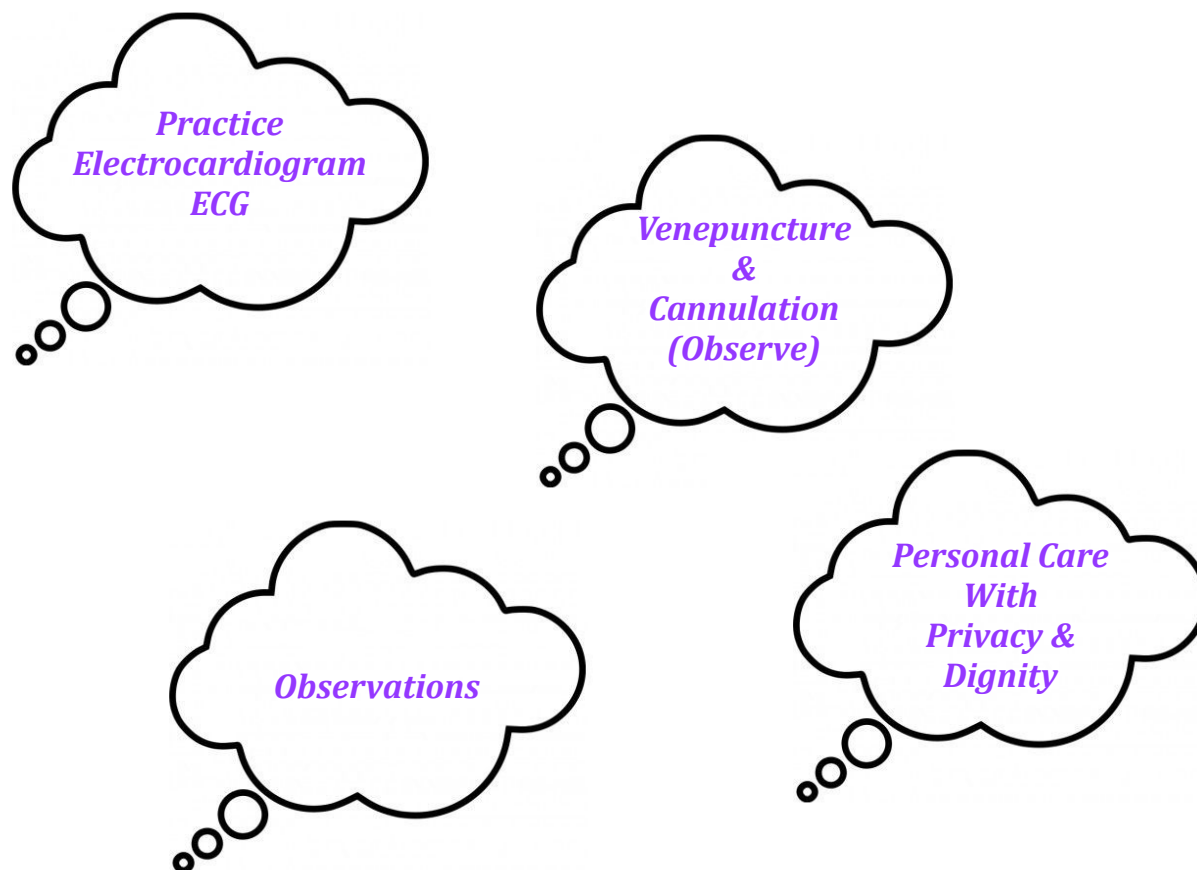 Practice
Electrocardiogram
ECG
Venepuncture
&
Cannulation
(Observe)
Personal Care
With
Privacy &
Dignity
Observations